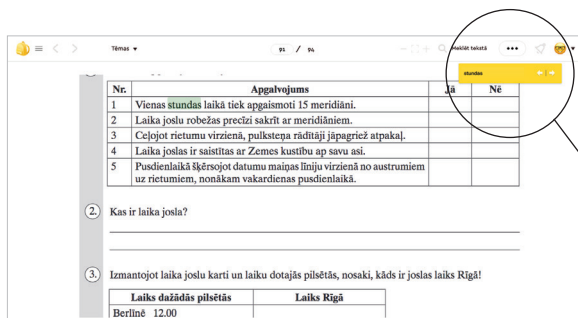 Tēmas
91 / 94
Meklēt tekstā
stundas
Nr. Apgalvojums Jā Nē
1 Vienas stundas laikā tiek apgaismoti 15 meridiāni.
2 Laika joslu robežas precīzi sakrīt ar meridiāniem.
3 Ceļojot rietumu virzienā, pulksteņa rādītāji jāpagriež atpakaļ.
4 Laika joslas ir saistītas ar Zemes kustību ap savu asi.
5 Pusdienlaikā šķērsojot datumu maiņas līniju virzienā no austrumiem
uz rietumiem, nonākam vakardienas pusdienlaikā.
2. Kas ir laika josla?
3. Izmantojot laika joslu karti un laiku dotajās pilsētās, nosaki, kāds ir joslas laiks Rīgā!
Laiks dažādās pilsētās Laiks Rīgā
Berlīnē 12.00